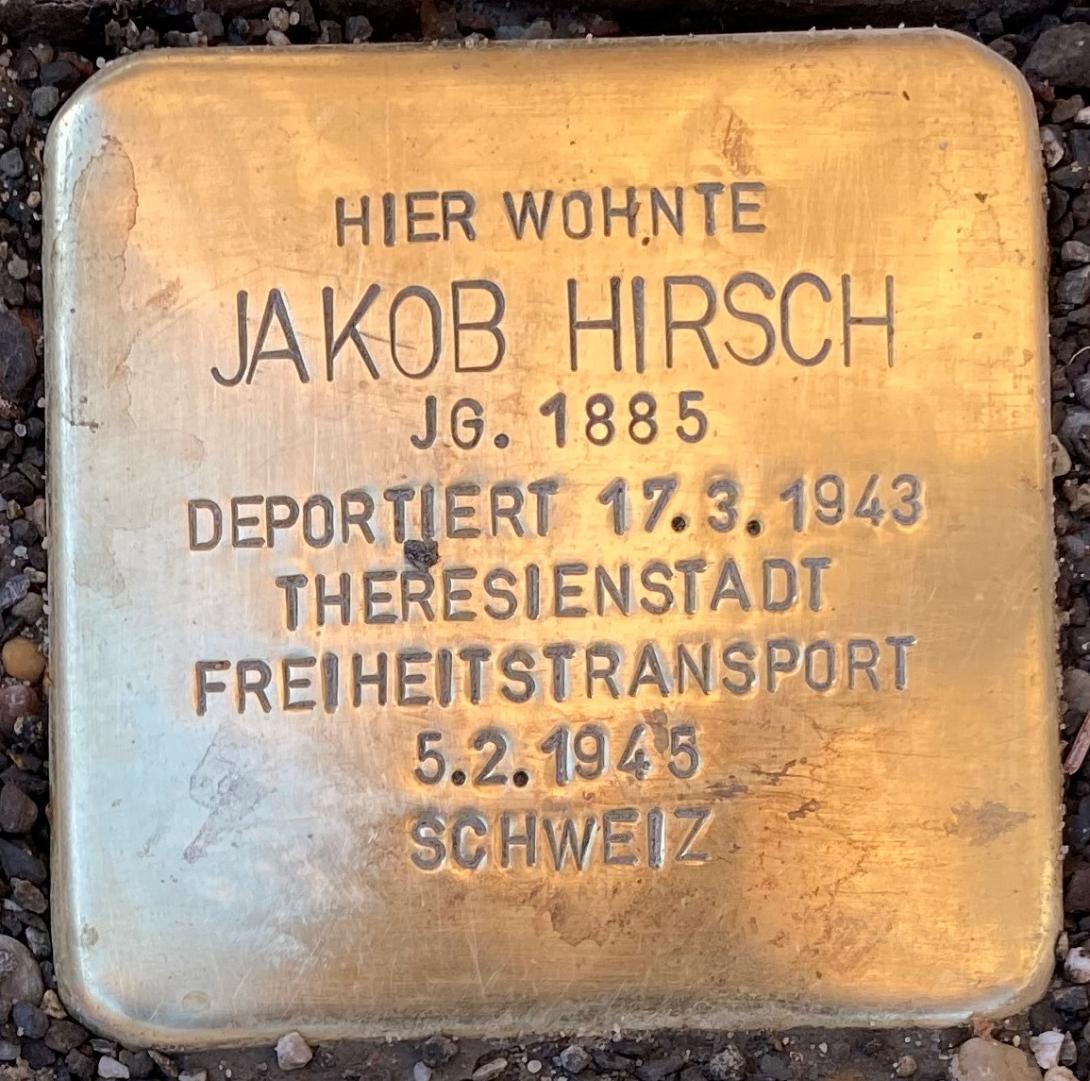 HIER WOHNTE
JAKOB HIRSCH
JG. 1885
DEPORTIERT 17.3.1943
THERESIENSTADT
FREIHEITSTRANSPORT
5.2.1945
SCHWEIZ